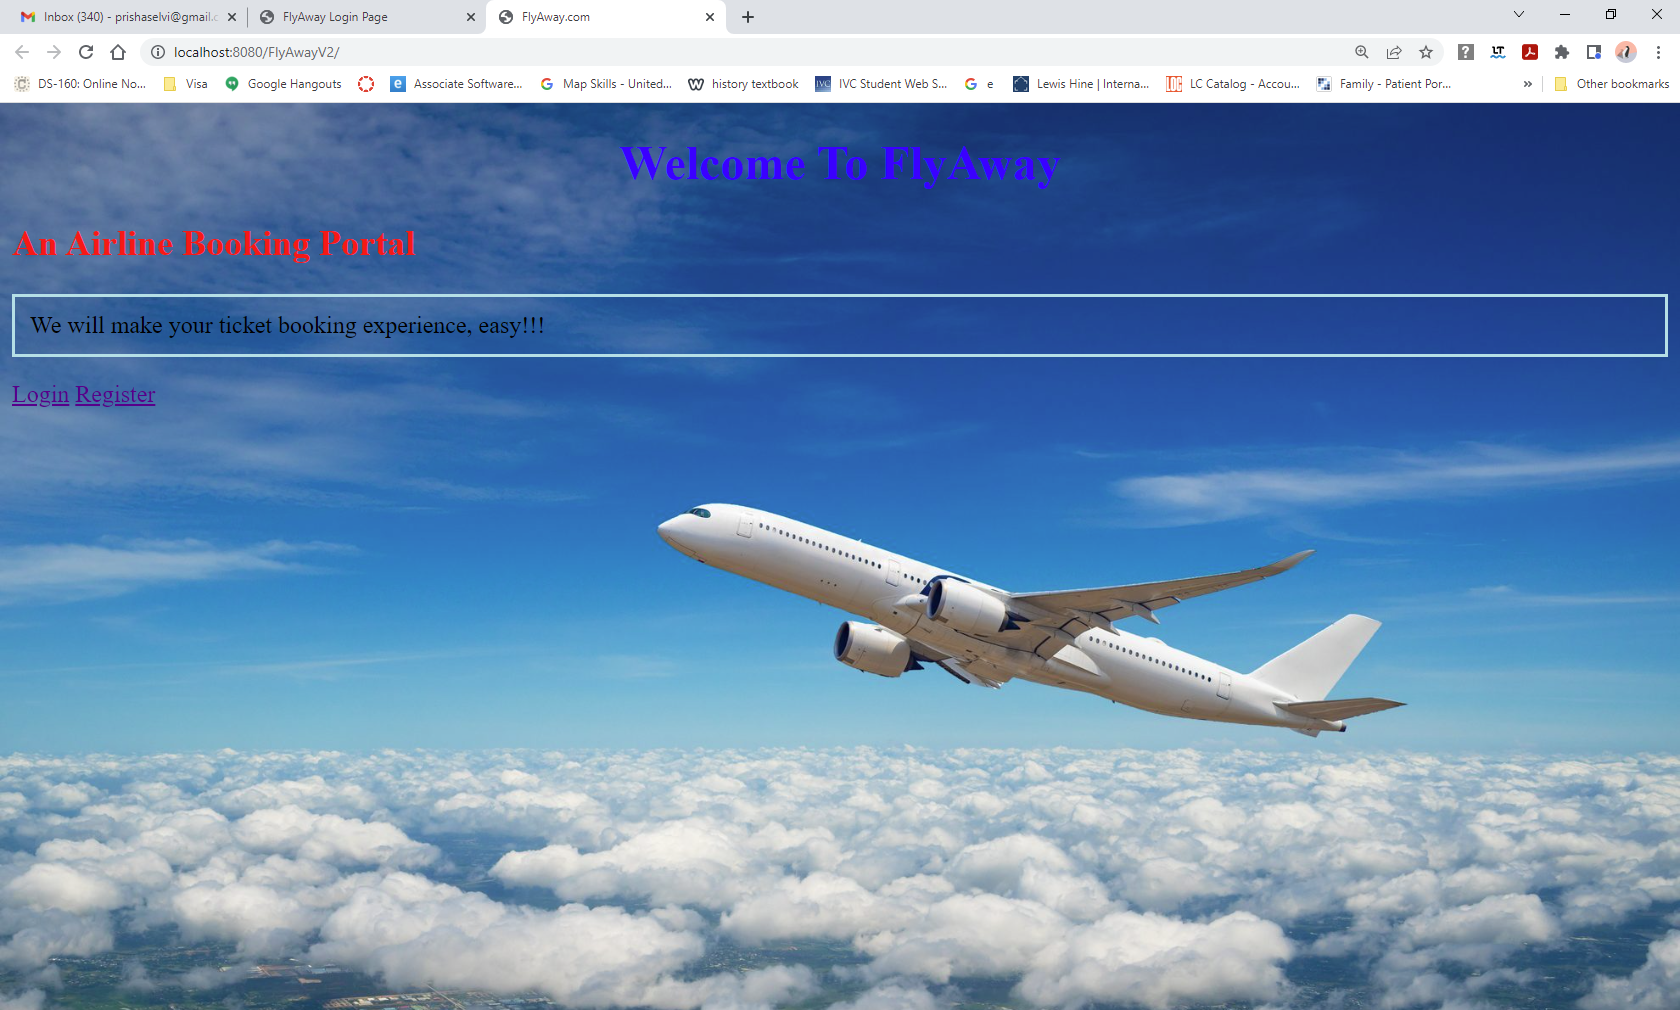 Inbox (340) - prishaselvi@gmail.c
FlyAway Login Page
FlyAway.com
localhost:8080/FlyAwayV2/
DS-160: Online No...
Visa
Google Hangouts
Associate Software...
Map Skills - United...
history textbook
IVC
IVC Student Web S...
e
Lewis Hine | Interna...
LC Catalog - Accou...
Family - Patient Por...
»
Other bookmarks
Welcome To FlyAway
An Airline Booking Portal
We will make your ticket booking experience, easy!!!
Login Register